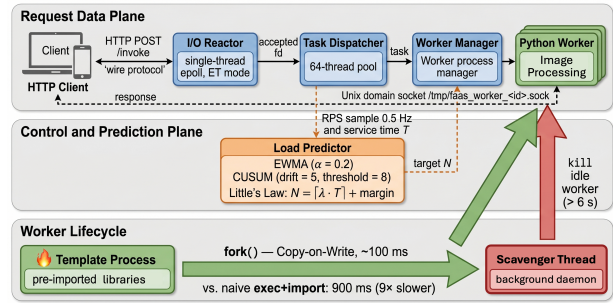 Request Data Plane
Client
HTTP Client
HTTP POST
/invoke
'wire protocol'
I/O Reactor
single-thread
epoll, ET mode
accepted
fd
Task Dispatcher
64-thread pool
task
Worker Manager
Worker process
manager
Python Worker
Image
Processing
response
Unix domain socket /tmp/faas_worker_<id>.sock
Control and Prediction Plane
RPS sample 0.5 Hz
and service time T
Load Predictor
EWMA (α = 0.2)
CUSUM (drift = 5, threshold = 8)
Little's Law: N = ⌈λ · T⌉ + margin
target N
kill
idle
worker
(> 6 s)
Worker Lifecycle
Template Process
pre-imported libraries
fork() — Copy-on-Write, ~100 ms
vs. naive exec+import: 900 ms (9× slower)
Scavenger Thread
background daemon